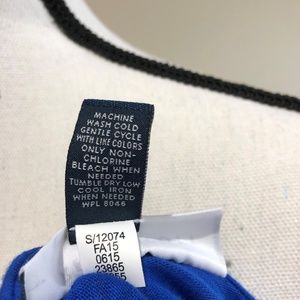 MACHINE
WASH COLD
GENTLE CYCLE
WITH LIKE COLORS
ONLY NON-
CHLORINE
BLEACH WHEN
NEEDED
TUMBLE DRY LOW
COOL IRON
WHEN NEEDED
WPL 8046
S/12074
FA15
0615
23865